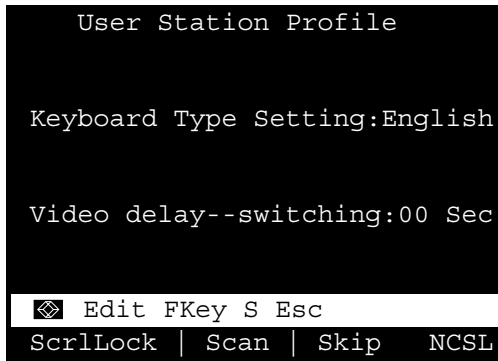 User Station Profile
Keyboard Type Setting:English
Video delay--switching:00 Sec
Edit FKey S Esc
ScrlLock | Scan | Skip NCSL